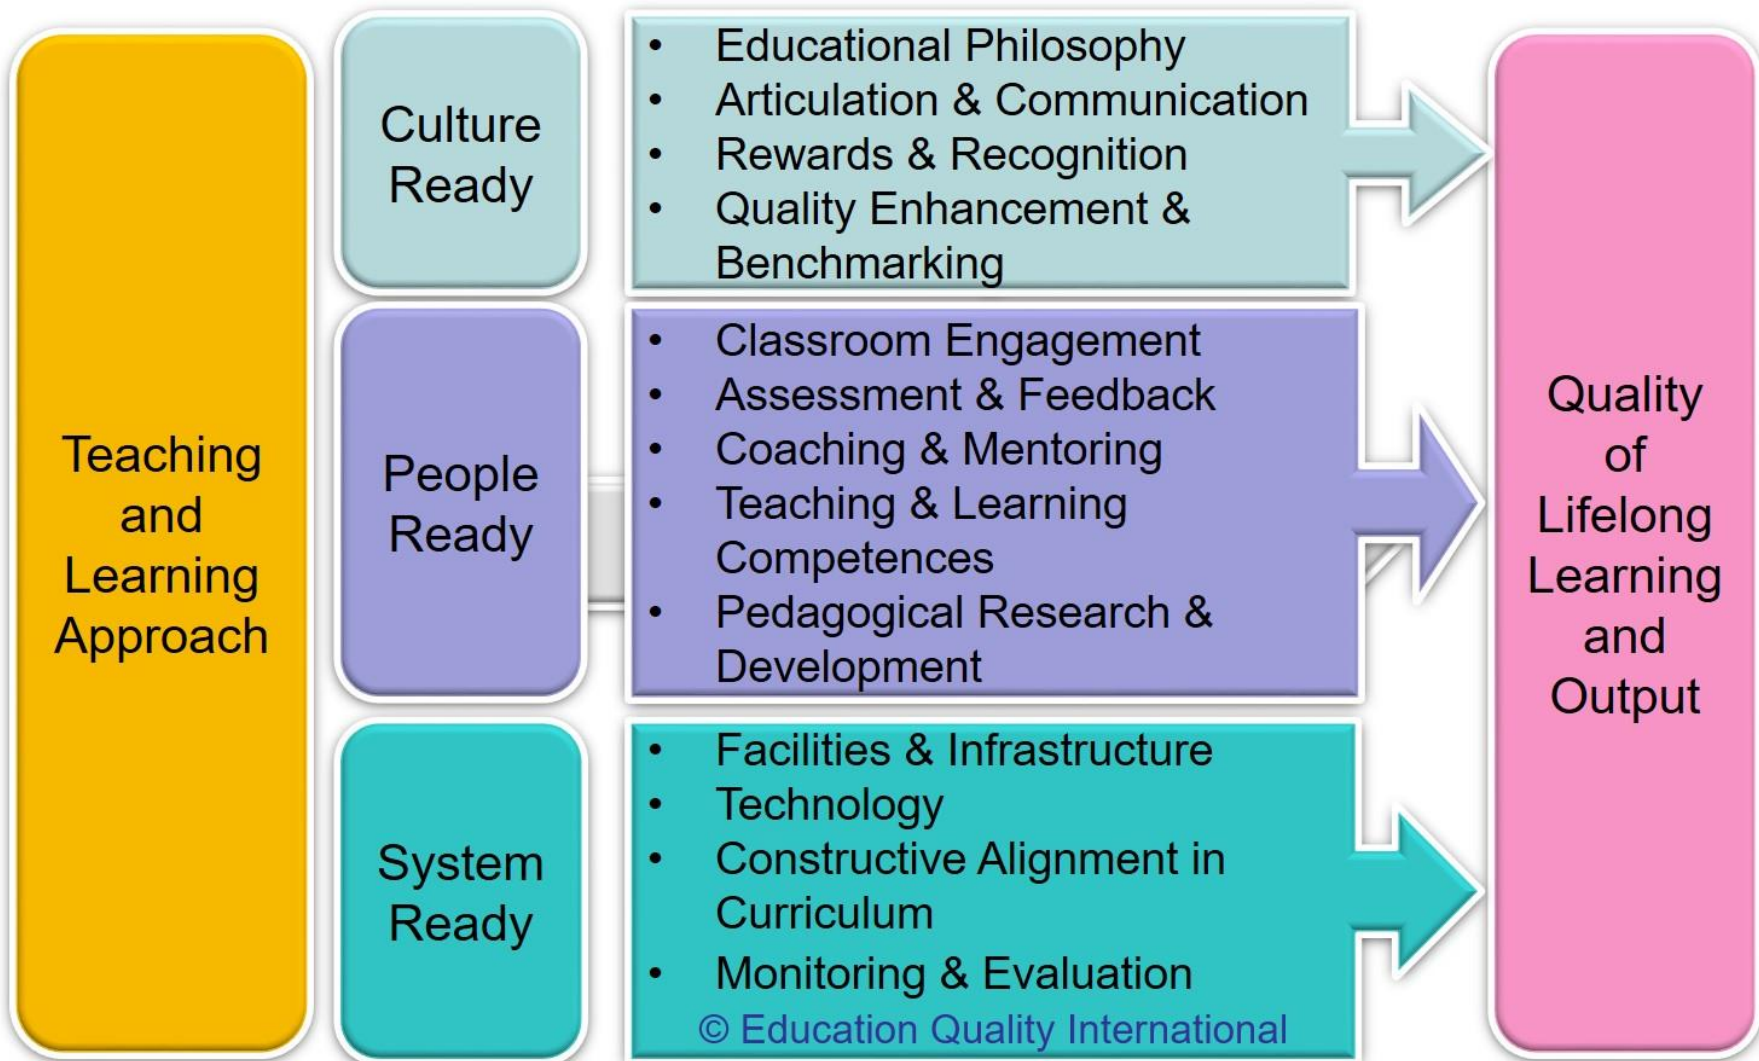 Teaching
and
Learning
Approach
Culture
Ready
• Educational Philosophy
• Articulation & Communication
• Rewards & Recognition
• Quality Enhancement &
Benchmarking
People
Ready
• Classroom Engagement
• Assessment & Feedback
• Coaching & Mentoring
• Teaching & Learning
Competences
• Pedagogical Research &
Development
System
Ready
• Facilities & Infrastructure
• Technology
• Constructive Alignment in
Curriculum
• Monitoring & Evaluation
© Education Quality International
Quality
of
Lifelong
Learning
and
Output